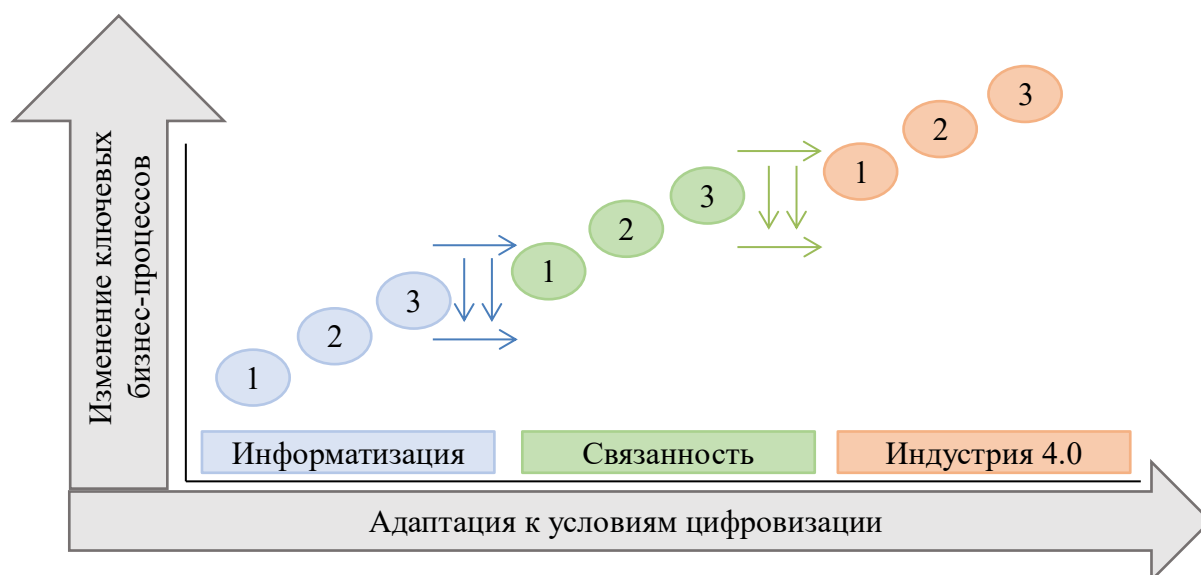 Изменение ключевых
бизнес-процессов
3
2
1
3
2
1
3
2
1
Информатизация
Связанность
Индустрия 4.0
Адаптация к условиям цифровизации